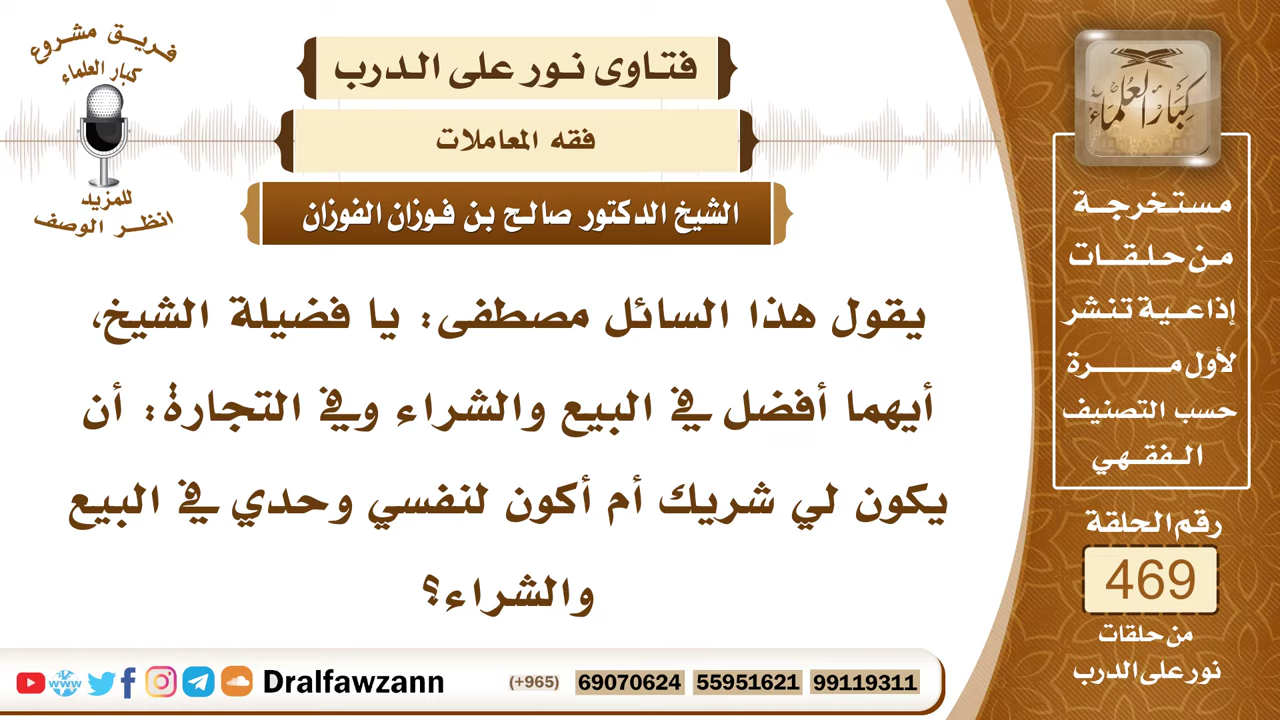 فريق مشروع
كبار العلماء
للمزيد
انظر الوصف
فتاوى نور على الدرب
فقه المعاملات
الشيخ الدكتور صالح بن فوزان الفوزان
يقول هذا السائل مصطفى: يا فضيلة الشيخ،
أيهما أفضل في البيع والشراء وفي التجارة: أن
يكون لي شريك أم أكون لنفسي وحدي في البيع
والشراء؟
كبار العلماء
مستخرجة
من حلقات
إذاعية تنشر
لأول مرة
حسب التصنيف
الفقهي
رقم الحلقة
469
من حلقات
نور على الدرب
www Dralfawzann (+965) 69070624 55951621 99119311